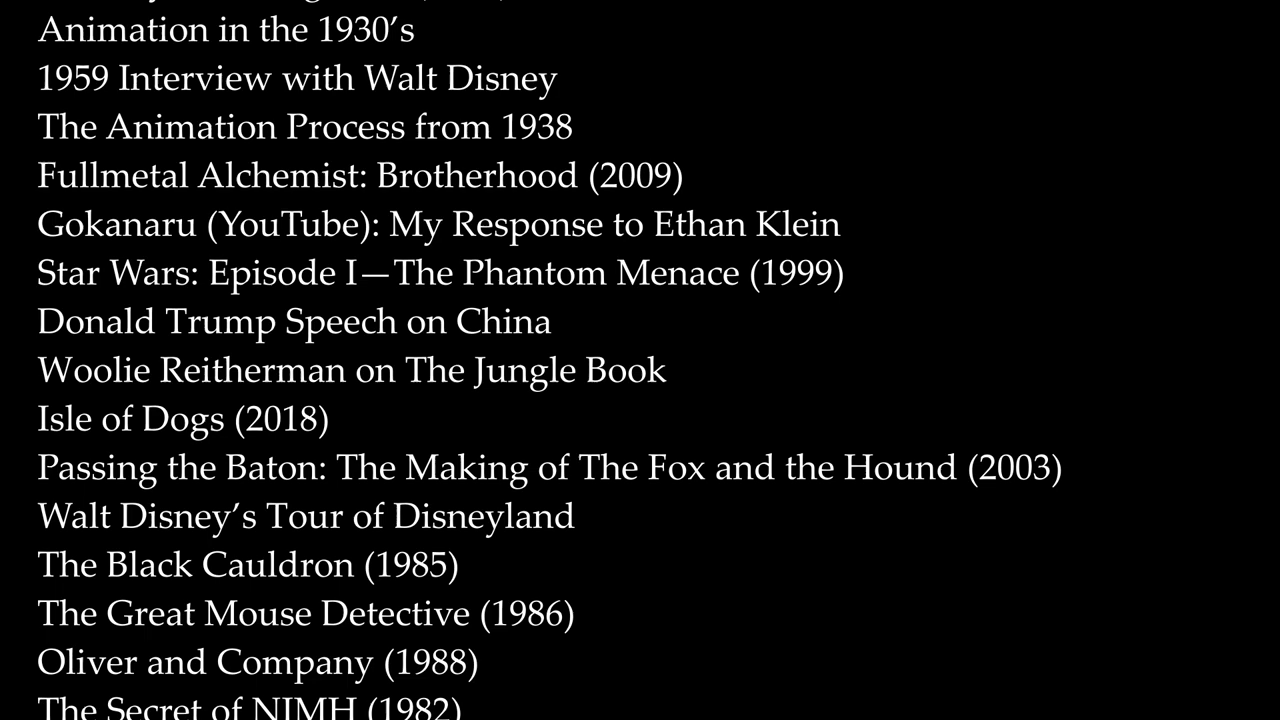 Animation in the 1930’s
1959 Interview with Walt Disney
The Animation Process from 1938
Fullmetal Alchemist: Brotherhood (2009)
Gokanaru (YouTube): My Response to Ethan Klein
Star Wars: Episode I—The Phantom Menace (1999)
Donald Trump Speech on China
Woolie Reitherman on The Jungle Book
Isle of Dogs (2018)
Passing the Baton: The Making of The Fox and the Hound (2003)
Walt Disney’s Tour of Disneyland
The Black Cauldron (1985)
The Great Mouse Detective (1986)
Oliver and Company (1988)
The Secret of NIMH (1982)